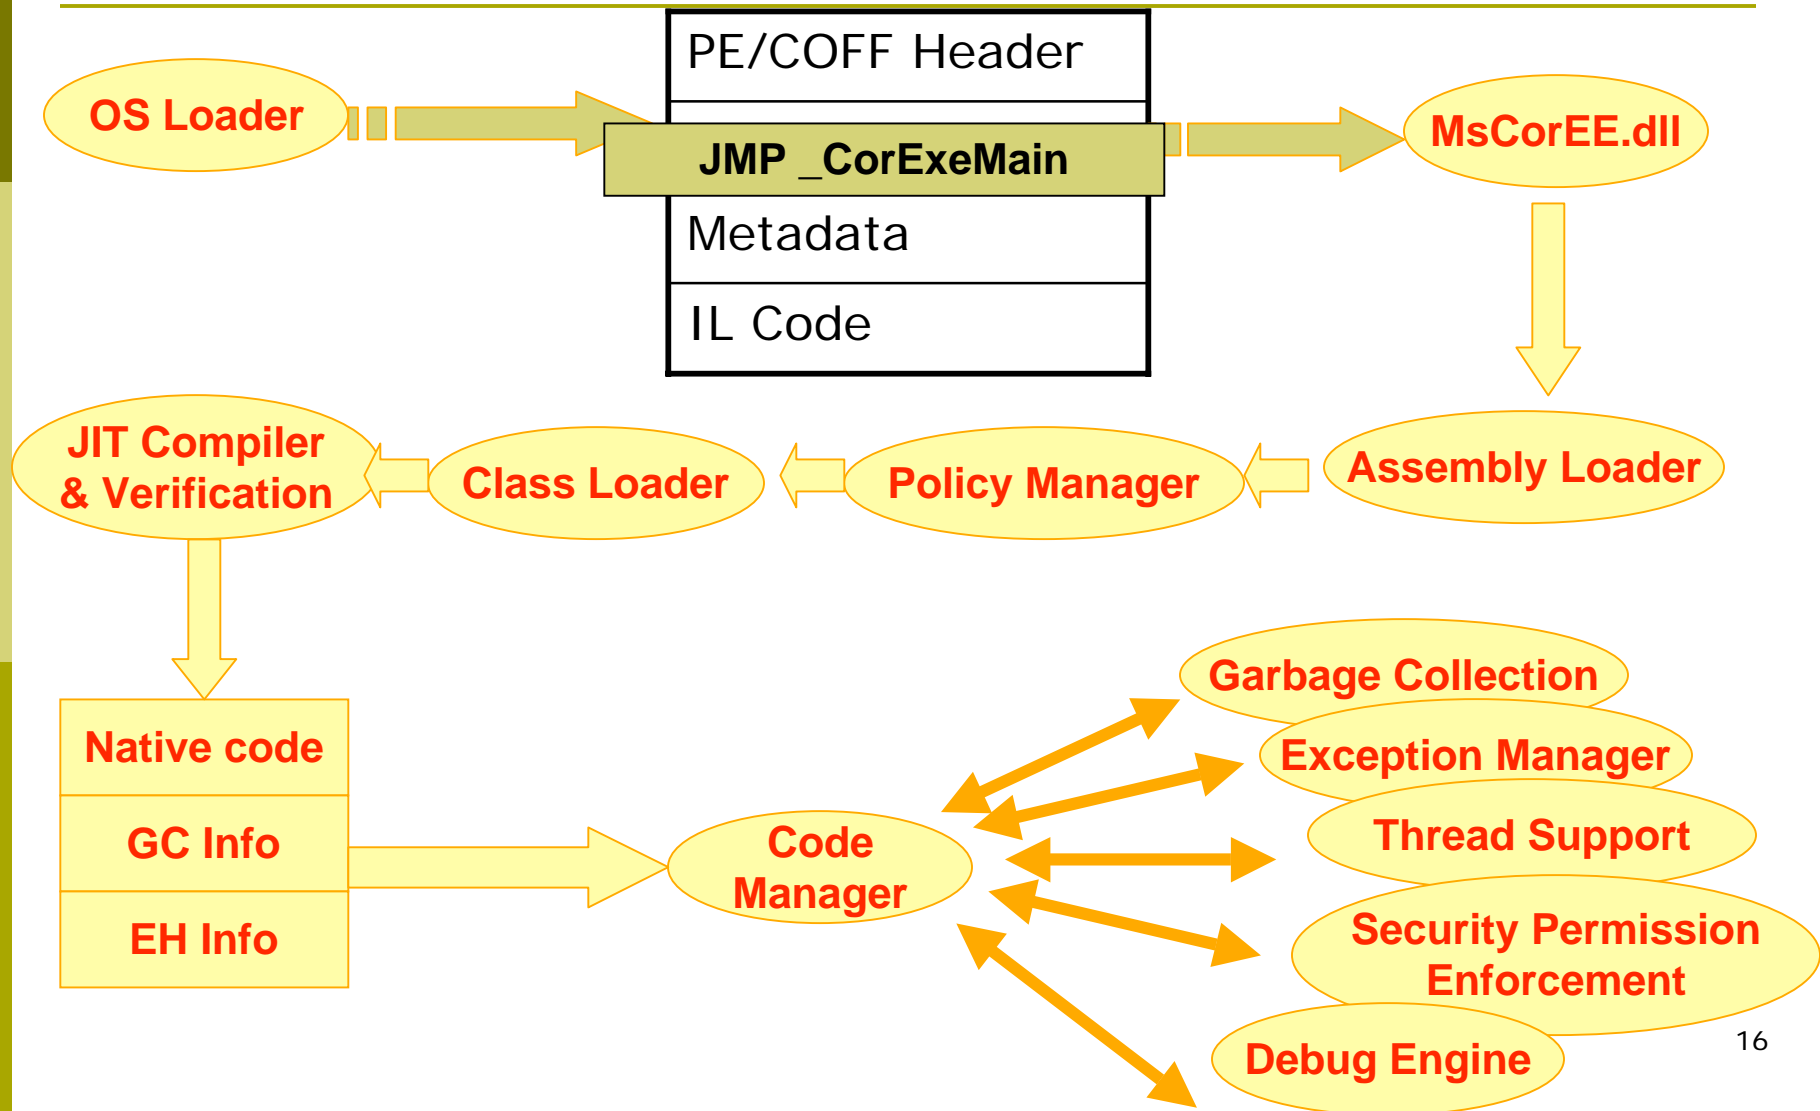 PE/COFF Header
OS Loader
JMP _CorExeMain
MsCorEE.dll
Metadata
IL Code
JIT Compiler
& Verification
Class Loader
Policy Manager
Assembly Loader
Native code
GC Info
EH Info
Code
Manager
Garbage Collection
Exception Manager
Thread Support
Security Permission
Enforcement
Debug Engine
16